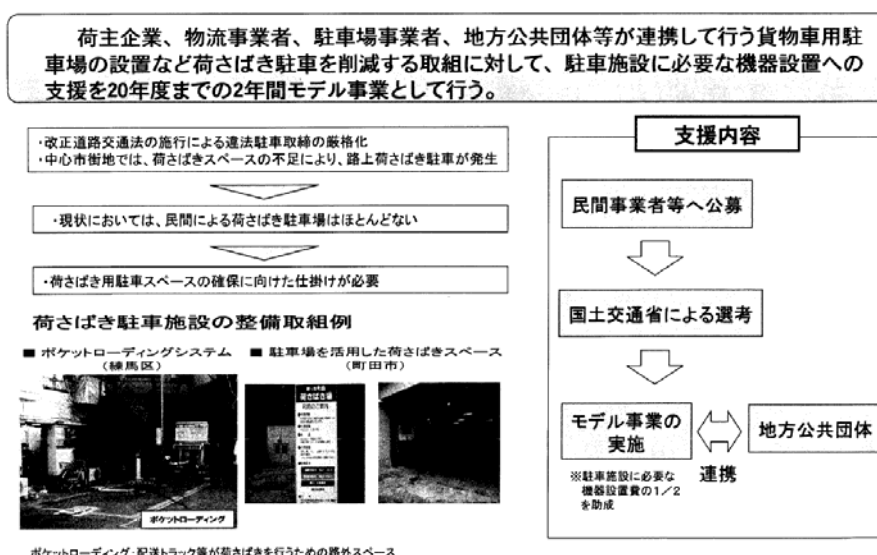 荷主企業、物流事業者、駐車場事業者、地方公共団体等が連携して行う貨物車用駐
車場の設置など荷さばき駐車を削減する取組に対して、駐車施設に必要な機器設置への
支援を20年度までの2年間モデル事業として行う。
・改正道路交通法の施行による違法駐車取締の厳格化
・中心市街地では、荷さばきスペースの不足により、路上荷さばき駐車が発生
・現状においては、民間による荷さばき駐車場はほとんどない
・荷さばき用駐車スペースの確保に向けた仕掛けが必要
荷さばき駐車施設の整備取組例
■ ポケットローディングシステム
（練馬区）
■ 駐車場を活用した荷さばきスペース
（町田市）
荷さばき場
ポケットローディング
ポケットローディング:配送トラック等が荷さばきを行うための路外スペース
支援内容
民間事業者等へ公募
国土交通省による選考
モデル事業の
実施
地方公共団体
連携
※駐車施設に必要な
機器設置費の1/2
を助成